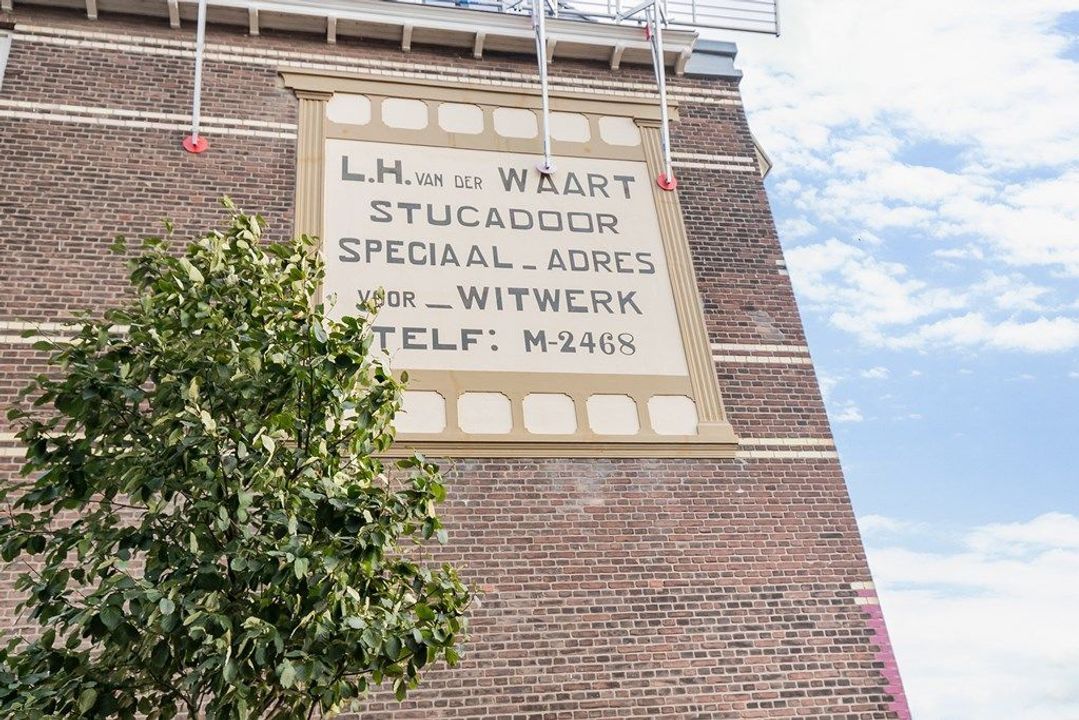 L.H. VAN DER WAART
STUCADOOR
SPECIAAL_ADRES
VOOR_WITWERK
TELF: M-2468